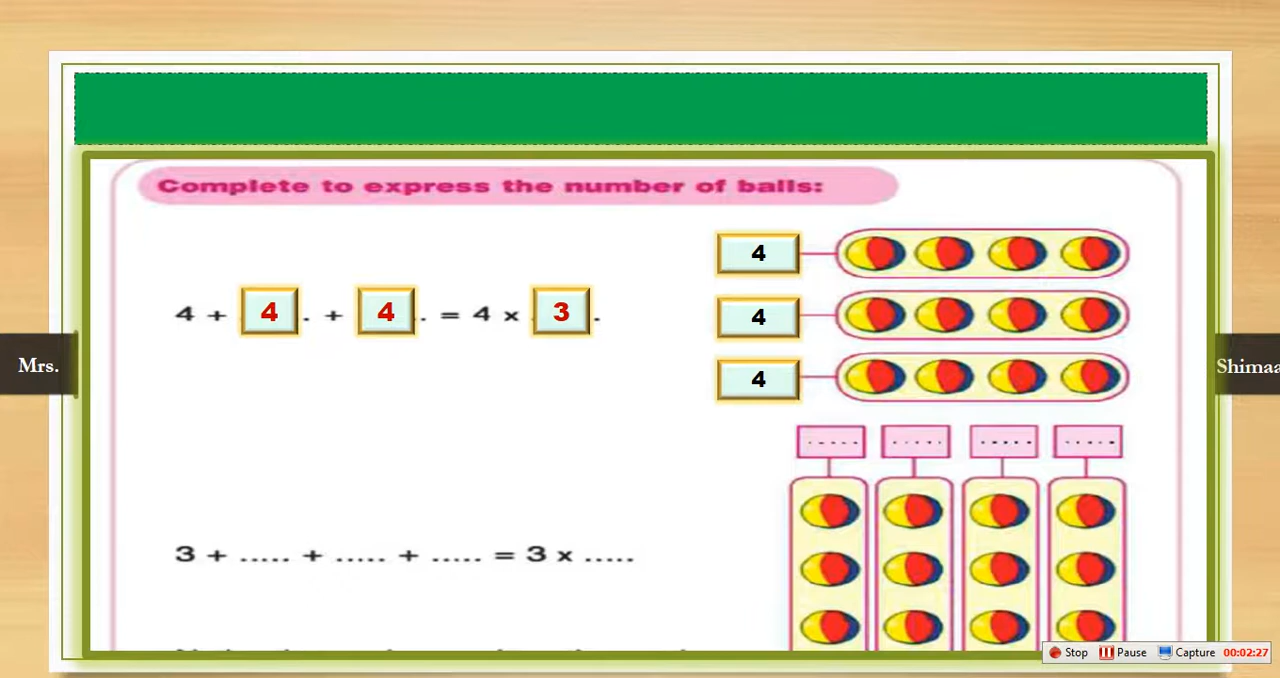 Complete to express the number of balls:
4
4 + 4 . + 4 . = 4 × 3 .
4
4
Mrs.
Shimaa
..... ..... ..... .....
3 + ..... + ..... + ..... = 3 × .....
Stop Pause Capture 00:02:27